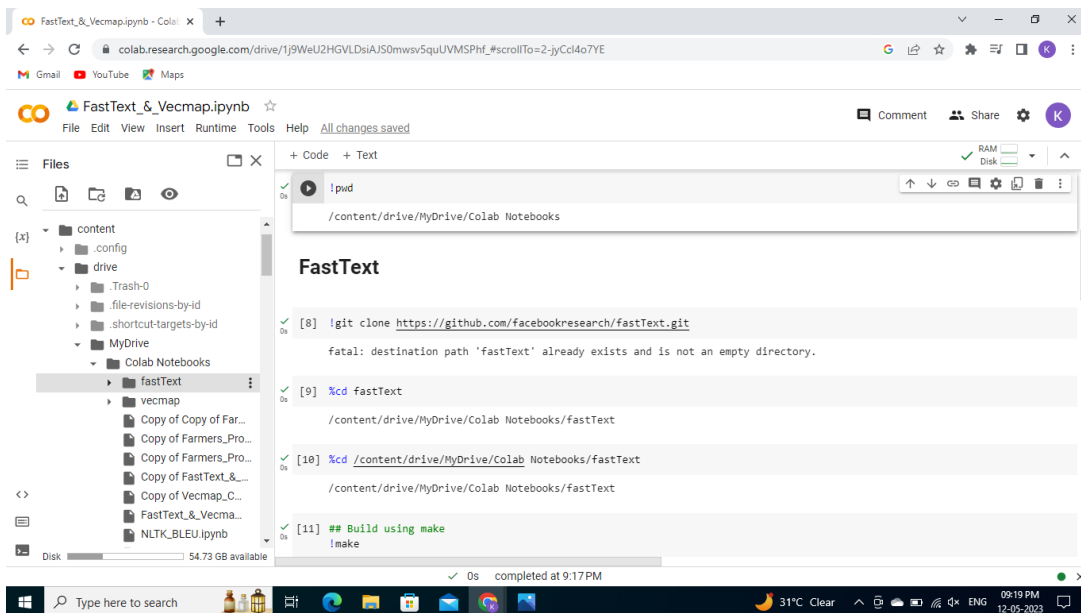 FastText_&_Vecmap.ipynb - Colab
colab.research.google.com/drive/1j9WeU2HGVLDsiAJS0mwsv5quUVMSPhf_#scrollTo=2-jyCcl4o7YE
Gmail YouTube Maps
FastText_&_Vecmap.ipynb
Comment Share K
File Edit View Insert Runtime Tools Help All changes saved
Files
+ Code + Text
RAM
Disk
content
.config
drive
.Trash-0
.file-revisions-by-id
.shortcut-targets-by-id
MyDrive
Colab Notebooks
fastText
vecmap
Copy of Copy of Far...
Copy of Farmers_Pro...
Copy of Farmers_Pro...
Copy of FastText_&_...
Copy of Vecmap_C...
FastText_&_Vecma...
NLTK_BLEU.ipynb
Disk 54.73 GB available
0s !pwd
/content/drive/MyDrive/Colab Notebooks
FastText
0s [8] !git clone https://github.com/facebookresearch/fastText.git
fatal: destination path 'fastText' already exists and is not an empty directory.
0s [9] %cd fastText
/content/drive/MyDrive/Colab Notebooks/fastText
0s [10] %cd /content/drive/MyDrive/Colab Notebooks/fastText
/content/drive/MyDrive/Colab Notebooks/fastText
0s [11] ## Build using make
!make
0s completed at 9:17 PM
Type here to search
31°C Clear
ENG
09:19 PM
12-05-2023